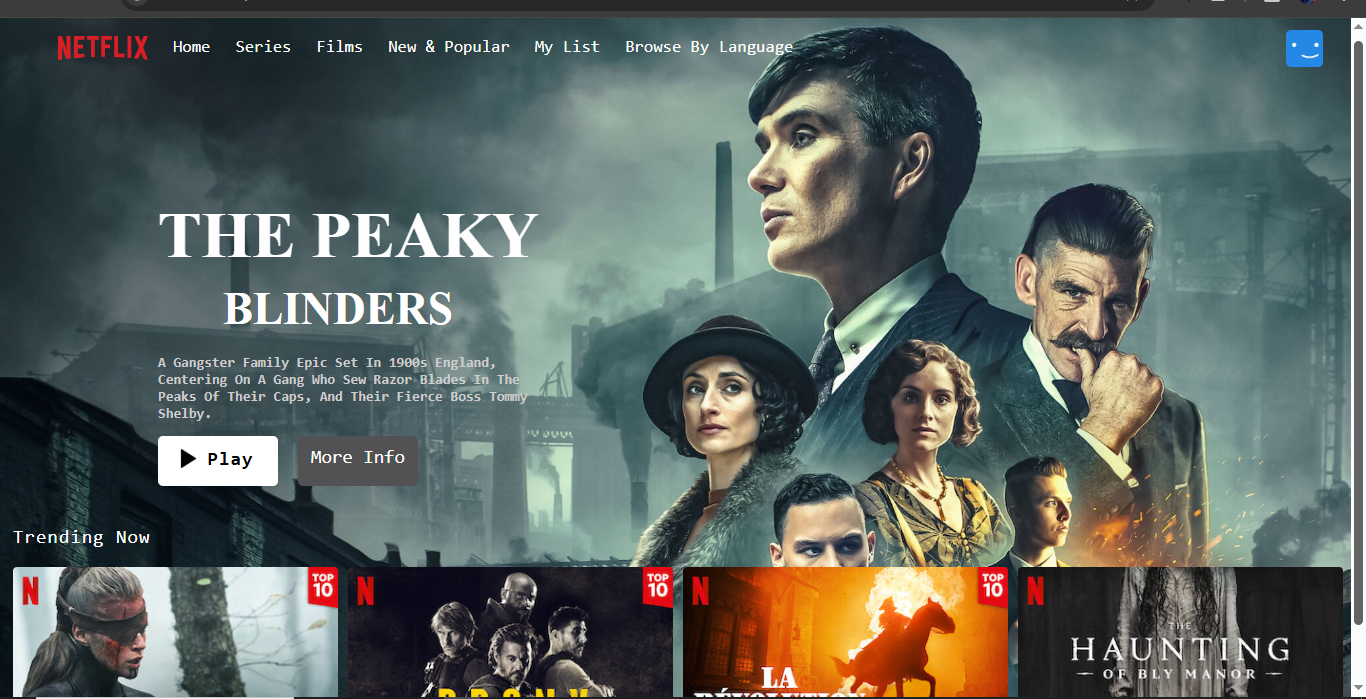 NETFLIX Home Series Films New & Popular My List Browse By Language
THE PEAKY
BLINDERS
A Gangster Family Epic Set In 1900s England,
Centering On A Gang Who Sew Razor Blades In The
Peaks Of Their Caps, And Their Fierce Boss Tommy
Shelby.
Play More Info
Trending Now
N TOP 10
N TOP 10
N TOP 10
N
LA
RÉVOLUTION
THE
HAUNTING
OF BLY MANOR